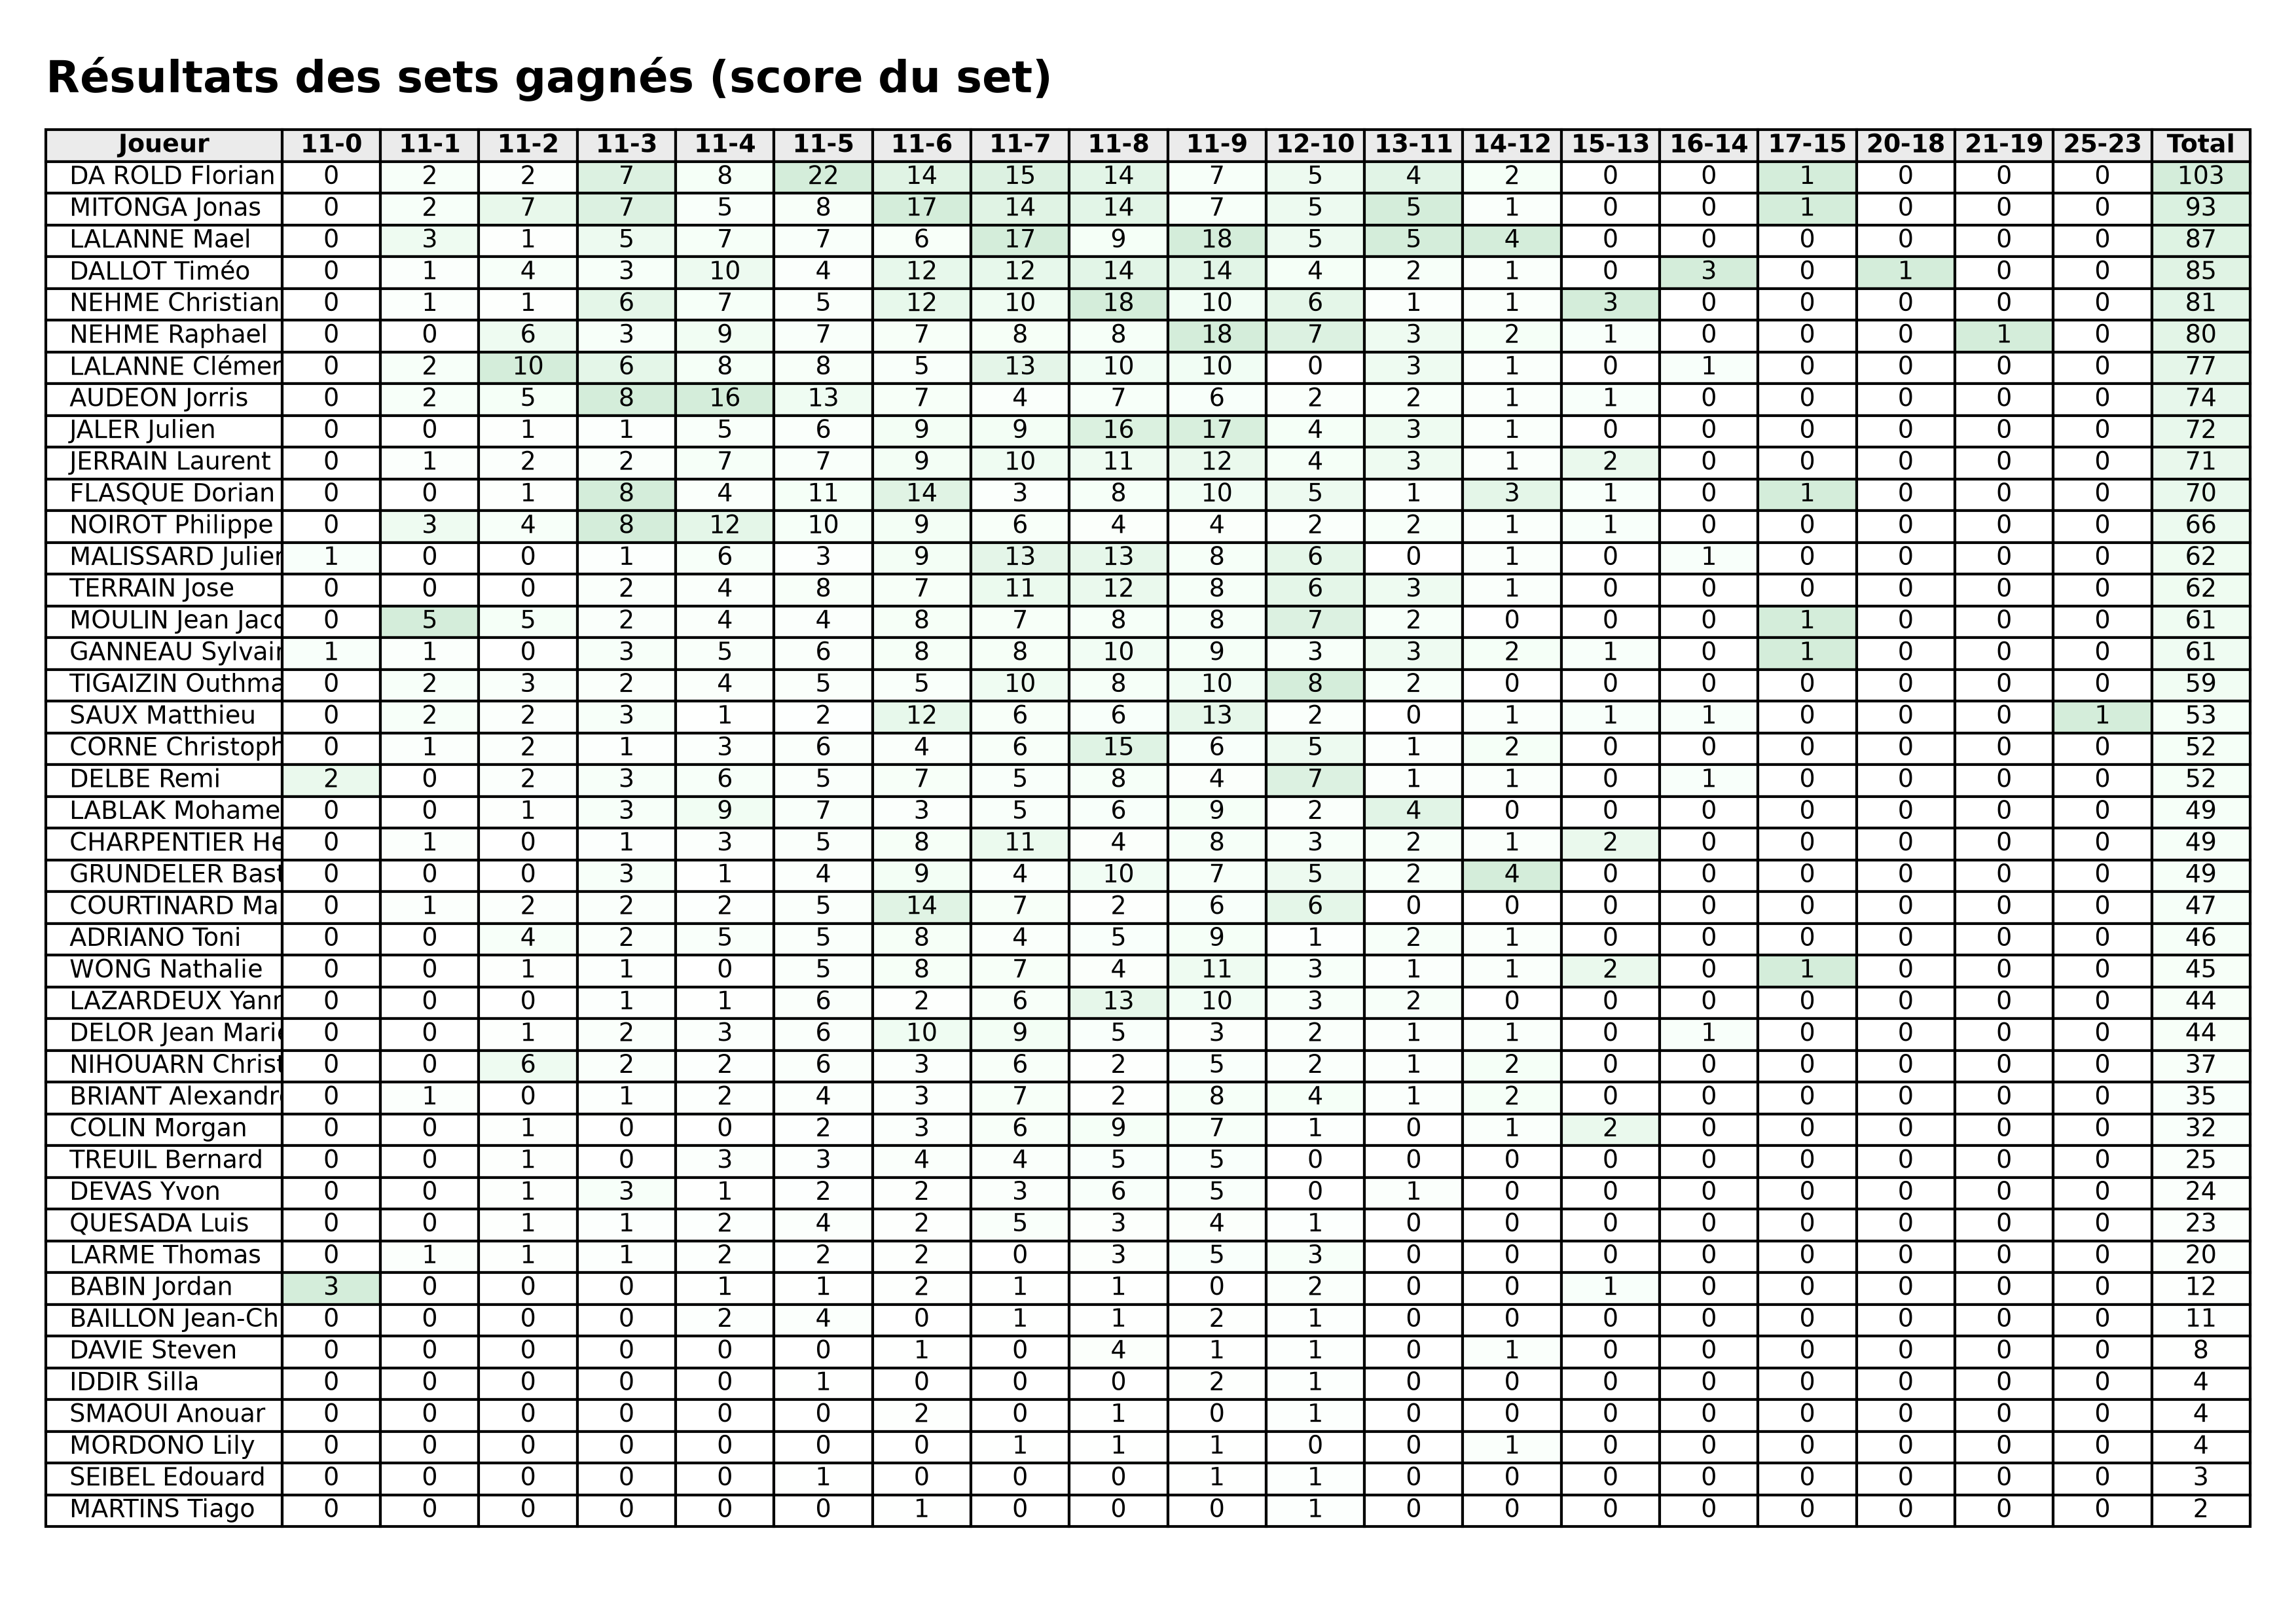 Résultats des sets gagnés (score du set)
Joueur 11-0 11-1 11-2 11-3 11-4 11-5 11-6 11-7 11-8 11-9 12-10 13-11 14-12 15-13 16-14 17-15 20-18 21-19 25-23 Total
DA ROLD Florian 0 2 2 7 8 22 14 15 14 7 5 4 2 0 0 1 0 0 0 103
MITONGA Jonas 0 2 7 7 5 8 17 14 14 7 5 5 1 0 0 1 0 0 0 93
LALANNE Mael 0 3 1 5 7 7 6 17 9 18 5 5 4 0 0 0 0 0 0 87
DALLOT Timéo 0 1 4 3 10 4 12 12 14 14 4 2 1 0 3 0 1 0 0 85
NEHME Christian 0 1 1 6 7 5 12 10 18 10 6 1 1 3 0 0 0 0 0 81
NEHME Raphael 0 0 6 3 9 7 7 8 8 18 7 3 2 1 0 0 0 1 0 80
LALANNE Clémer 0 2 10 6 8 8 5 13 10 10 0 3 1 0 1 0 0 0 0 77
AUDEON Jorris 0 2 5 8 16 13 7 4 7 6 2 2 1 1 0 0 0 0 0 74
JALER Julien 0 0 1 1 5 6 9 9 16 17 4 3 1 0 0 0 0 0 0 72
JERRAIN Laurent 0 1 2 2 7 7 9 10 11 12 4 3 1 2 0 0 0 0 0 71
FLASQUE Dorian 0 0 1 8 4 11 14 3 8 10 5 1 3 1 0 1 0 0 0 70
NOIROT Philippe 0 3 4 8 12 10 9 6 4 4 2 2 1 1 0 0 0 0 0 66
MALISSARD Julier 1 0 0 1 6 3 9 13 13 8 6 0 1 0 1 0 0 0 0 62
TERRAIN Jose 0 0 0 2 4 8 7 11 12 8 6 3 1 0 0 0 0 0 0 62
MOULIN Jean Jacc 0 5 5 2 4 4 8 7 8 8 7 2 0 0 0 1 0 0 0 61
GANNEAU Sylvair 1 1 0 3 5 6 8 8 10 9 3 3 2 1 0 1 0 0 0 61
TIGAIZIN Outhma 0 2 3 2 4 5 5 10 8 10 8 2 0 0 0 0 0 0 0 59
SAUX Matthieu 0 2 2 3 1 2 12 6 6 13 2 0 1 1 1 0 0 0 1 53
CORNE Christoph 0 1 2 1 3 6 4 6 15 6 5 1 2 0 0 0 0 0 0 52
DELBE Remi 2 0 2 3 6 5 7 5 8 4 7 1 1 0 1 0 0 0 0 52
LABLAK Mohame 0 0 1 3 9 7 3 5 6 9 2 4 0 0 0 0 0 0 0 49
CHARPENTIER He 0 1 0 1 3 5 8 11 4 8 3 2 1 2 0 0 0 0 0 49
GRUNDELER Bast 0 0 0 3 1 4 9 4 10 7 5 2 4 0 0 0 0 0 0 49
COURTINARD Ma 0 1 2 2 2 5 14 7 2 6 6 0 0 0 0 0 0 0 0 47
ADRIANO Toni 0 0 4 2 5 5 8 4 5 9 1 2 1 0 0 0 0 0 0 46
WONG Nathalie 0 0 1 1 0 5 8 7 4 11 3 1 1 2 0 1 0 0 0 45
LAZARDEUX Yanr 0 0 0 1 1 6 2 6 13 10 3 2 0 0 0 0 0 0 0 44
DELOR Jean Marie 0 0 1 2 3 6 10 9 5 3 2 1 1 0 1 0 0 0 0 44
NIHOUARN Christ 0 0 6 2 2 6 3 6 2 5 2 1 2 0 0 0 0 0 0 37
BRIANT Alexandre 0 1 0 1 2 4 3 7 2 8 4 1 2 0 0 0 0 0 0 35
COLIN Morgan 0 0 1 0 0 2 3 6 9 7 1 0 1 2 0 0 0 0 0 32
TREUIL Bernard 0 0 1 0 3 3 4 4 5 5 0 0 0 0 0 0 0 0 0 25
DEVAS Yvon 0 0 1 3 1 2 2 3 6 5 0 1 0 0 0 0 0 0 0 24
QUESADA Luis 0 0 1 1 2 4 2 5 3 4 1 0 0 0 0 0 0 0 0 23
LARME Thomas 0 1 1 1 2 2 2 0 3 5 3 0 0 0 0 0 0 0 0 20
BABIN Jordan 3 0 0 0 1 1 2 1 1 0 2 0 0 1 0 0 0 0 0 12
BAILLON Jean-Ch 0 0 0 0 2 4 0 1 1 2 1 0 0 0 0 0 0 0 0 11
DAVIE Steven 0 0 0 0 0 0 1 0 4 1 1 0 1 0 0 0 0 0 0 8
IDDIR Silla 0 0 0 0 0 1 0 0 0 2 1 0 0 0 0 0 0 0 0 4
SMAOUI Anouar 0 0 0 0 0 0 2 0 1 0 1 0 0 0 0 0 0 0 0 4
MORDONO Lily 0 0 0 0 0 0 0 1 1 1 0 0 1 0 0 0 0 0 0 4
SEIBEL Edouard 0 0 0 0 0 1 0 0 0 1 1 0 0 0 0 0 0 0 0 3
MARTINS Tiago 0 0 0 0 0 0 1 0 0 0 1 0 0 0 0 0 0 0 0 2